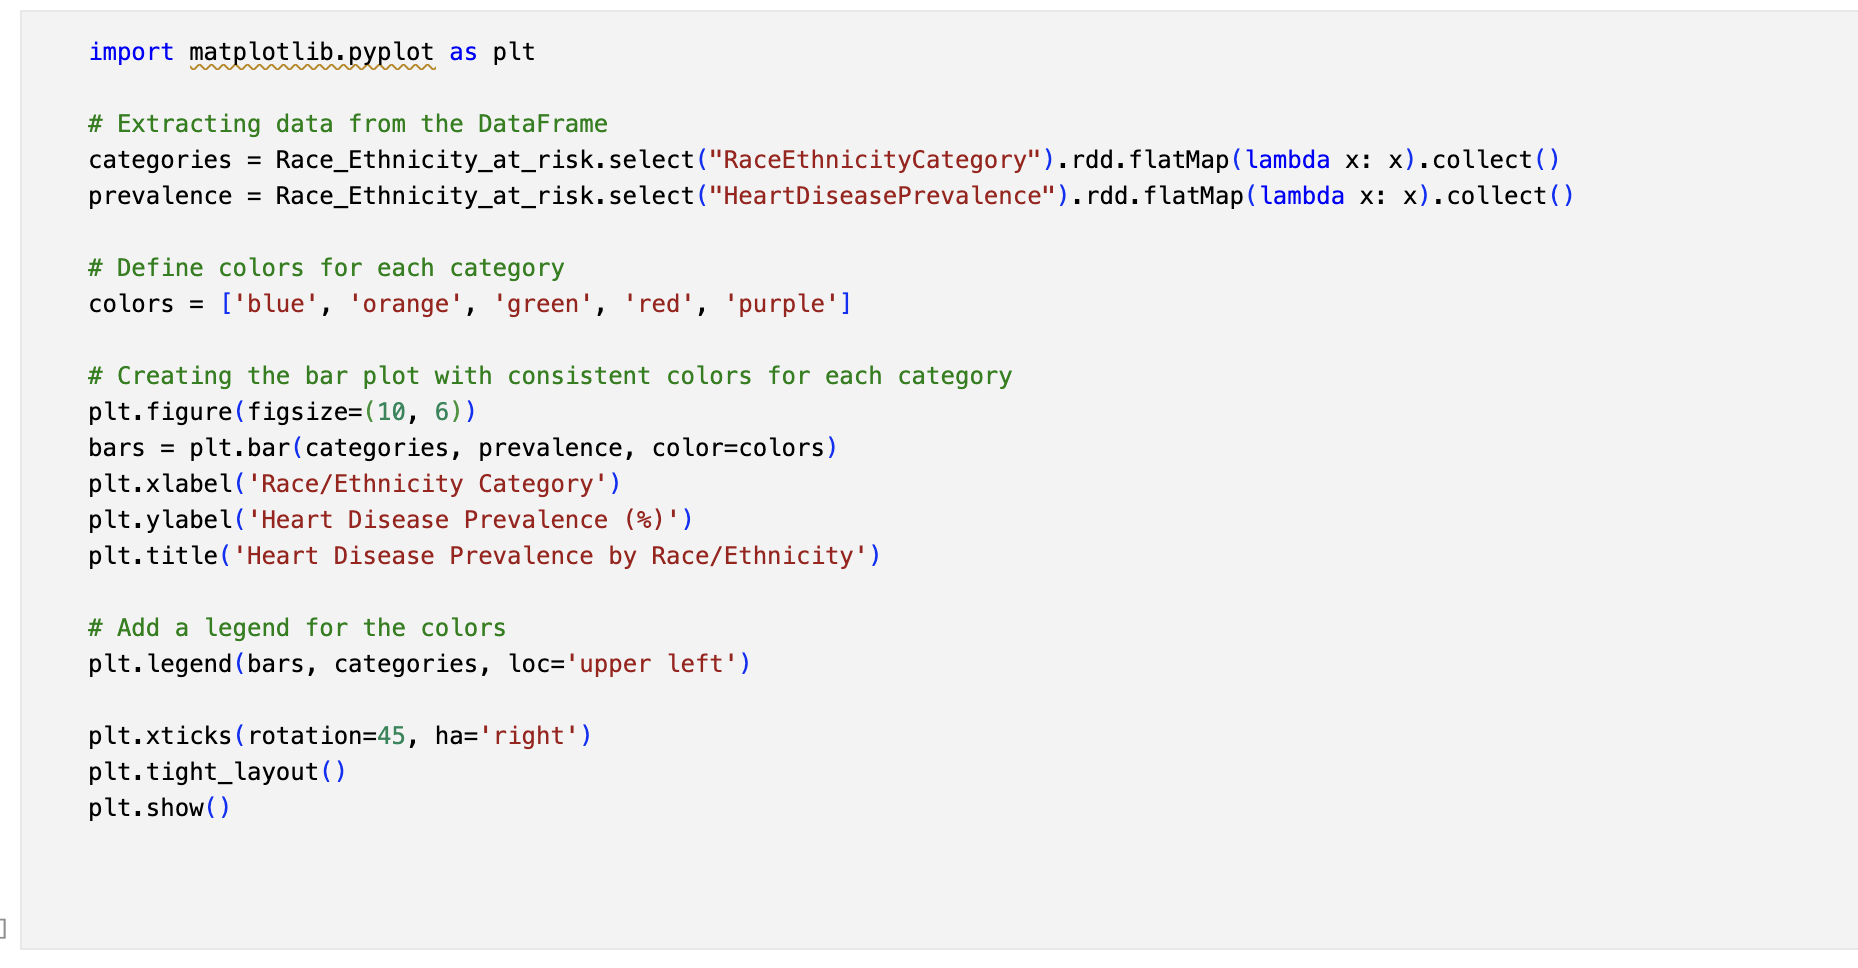 import matplotlib.pyplot as plt
# Extracting data from the DataFrame
categories = Race_Ethnicity_at_risk.select("RaceEthnicityCategory").rdd.flatMap(lambda x: x).collect()
prevalence = Race_Ethnicity_at_risk.select("HeartDiseasePrevalence").rdd.flatMap(lambda x: x).collect()
# Define colors for each category
colors = ['blue', 'orange', 'green', 'red', 'purple']
# Creating the bar plot with consistent colors for each category
plt.figure(figsize=(10, 6))
bars = plt.bar(categories, prevalence, color=colors)
plt.xlabel('Race/Ethnicity Category')
plt.ylabel('Heart Disease Prevalence (%)')
plt.title('Heart Disease Prevalence by Race/Ethnicity')
# Add a legend for the colors
plt.legend(bars, categories, loc='upper left')
plt.xticks(rotation=45, ha='right')
plt.tight_layout()
plt.show()
]